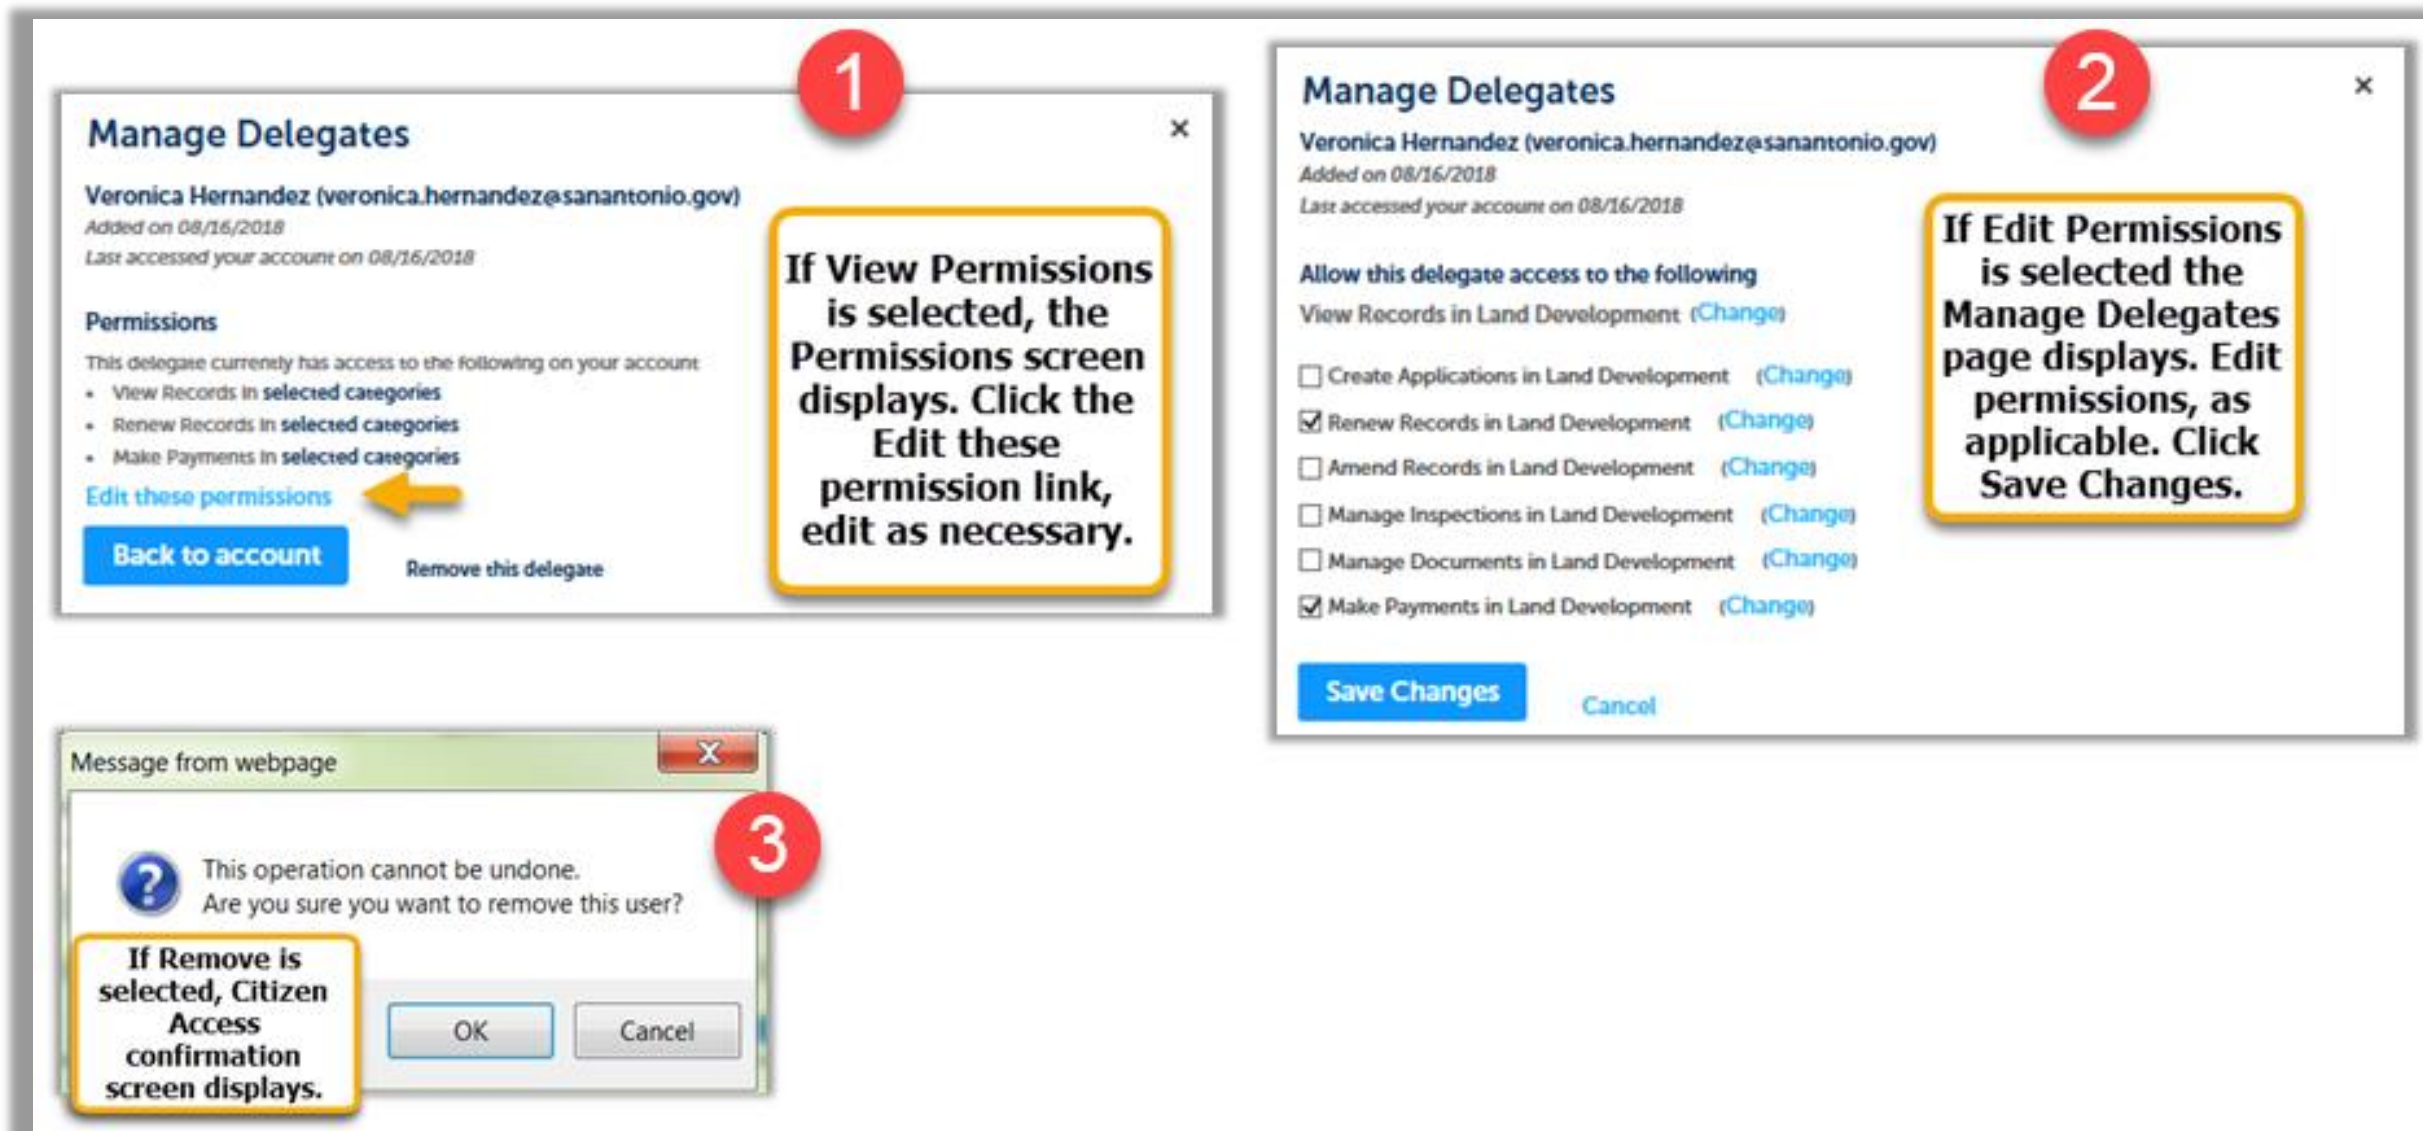 1
Manage Delegates
×
Veronica Hernandez (veronica.hernandez@sanantonio.gov)
Added on 08/16/2018
Last accessed your account on 08/16/2018
Permissions
This delegate currently has access to the following on your account
• View Records in selected categories
• Renew Records in selected categories
• Make Payments in selected categories
Edit these permissions
Back to account
Remove this delegate
If View Permissions
is selected, the
Permissions screen
displays. Click the
Edit these
permission link,
edit as necessary.
2
Manage Delegates
×
Veronica Hernandez (veronica.hernandez@sanantonio.gov)
Added on 08/16/2018
Last accessed your account on 08/16/2018
Allow this delegate access to the following
View Records in Land Development (Change)
Create Applications in Land Development (Change)
Renew Records in Land Development (Change)
Amend Records in Land Development (Change)
Manage Inspections in Land Development (Change)
Manage Documents in Land Development (Change)
Make Payments in Land Development (Change)
Save Changes
Cancel
If Edit Permissions
is selected the
Manage Delegates
page displays. Edit
permissions, as
applicable. Click
Save Changes.
Message from webpage
X
3
This operation cannot be undone.
Are you sure you want to remove this user?
OK
Cancel
If Remove is
selected, Citizen
Access
confirmation
screen displays.